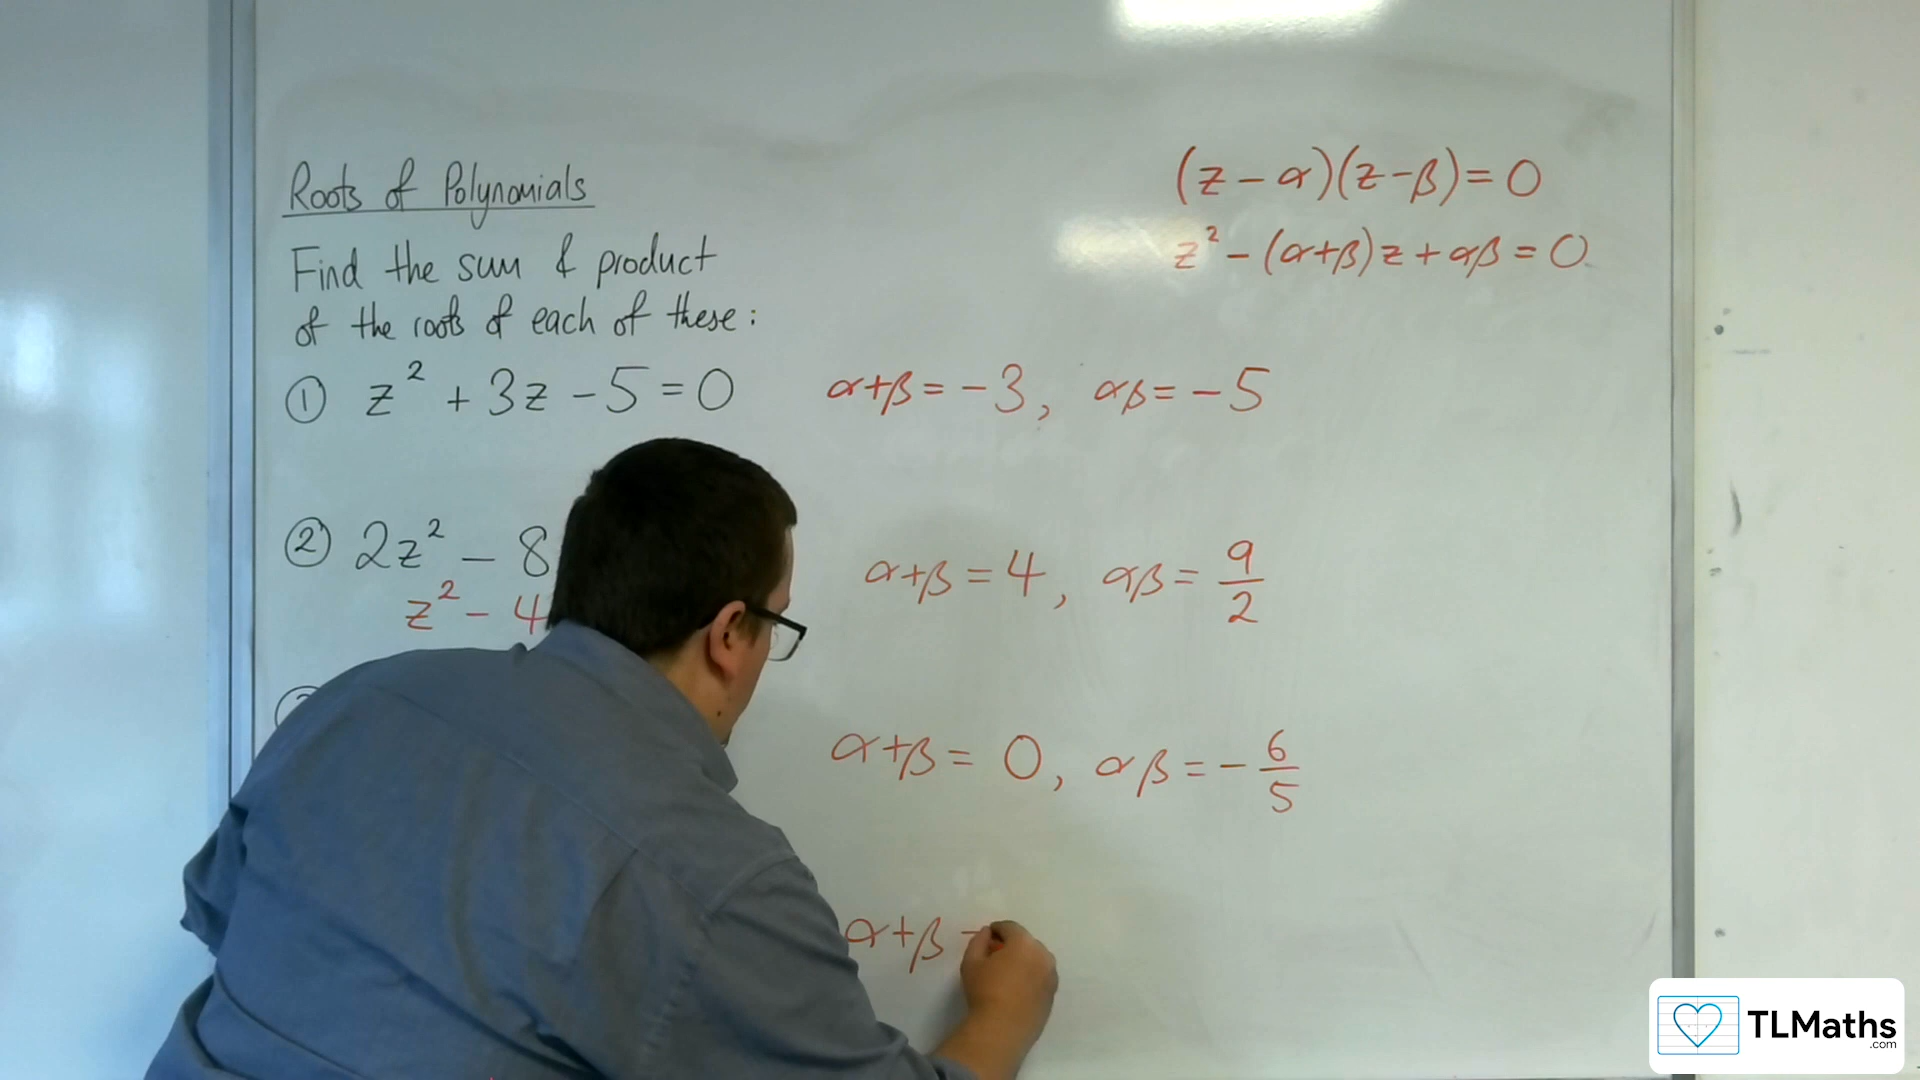 (z-α)(z-β)=0
Roots of Polynomials
z² - (α+β)z + αβ = 0
Find the sum & product
of the roots of each of these:
① z² + 3z - 5 = 0 α+β = -3, αβ = -5
② 2z² - 8
z² - 4
α+β = 4, αβ = 9/2
α+β = 0, αβ = -6/5
α+β
TLMaths
.com